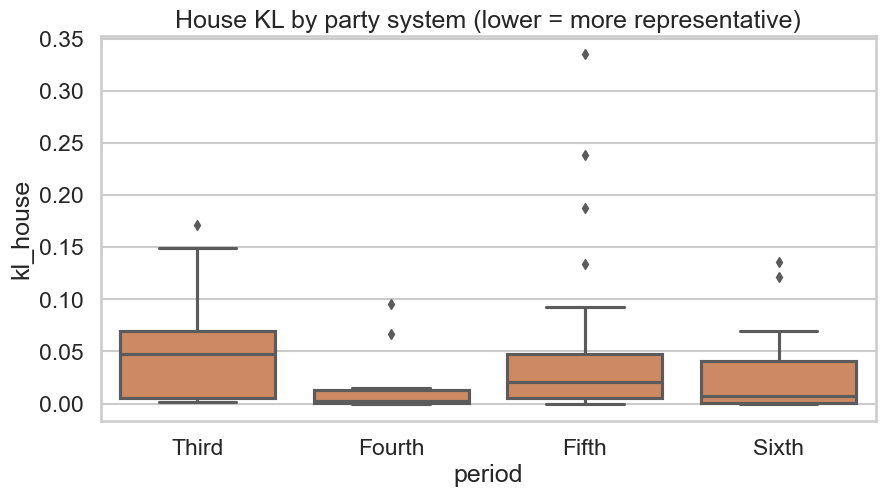 House KL by party system (lower = more representative)
kl_house
0.35
0.30
0.25
0.20
0.15
0.10
0.05
0.00
Third Fourth Fifth Sixth
period